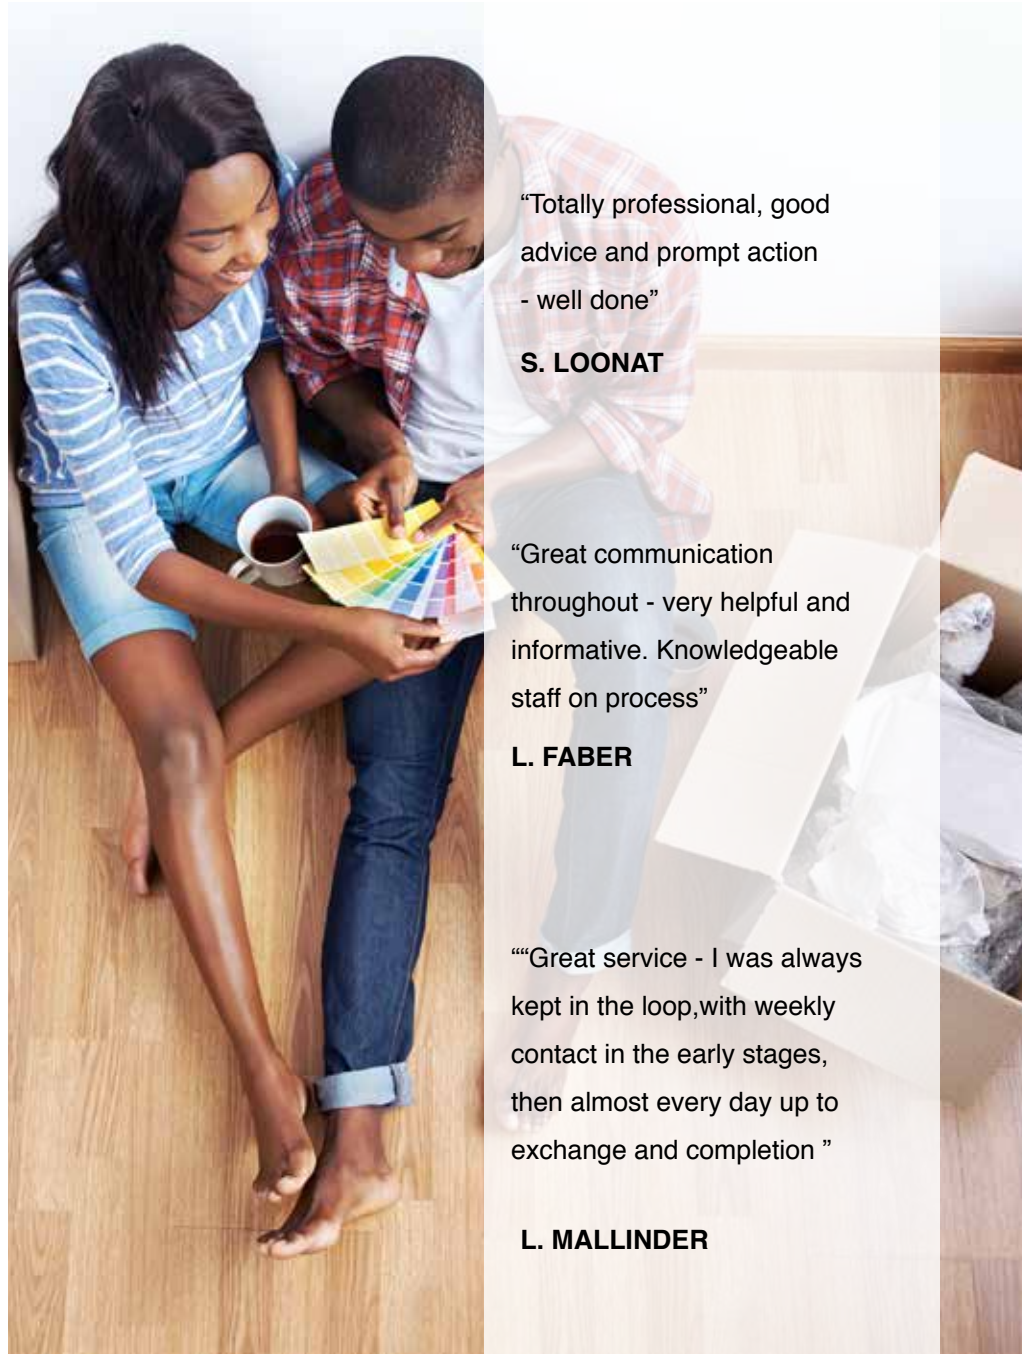 “Totally professional, good
advice and prompt action
- well done”
S. LOONAT
“Great communication
throughout - very helpful and
informative. Knowledgeable
staff on process”
L. FABER
““Great service - I was always
kept in the loop,with weekly
contact in the early stages,
then almost every day up to
exchange and completion ”
L. MALLINDER